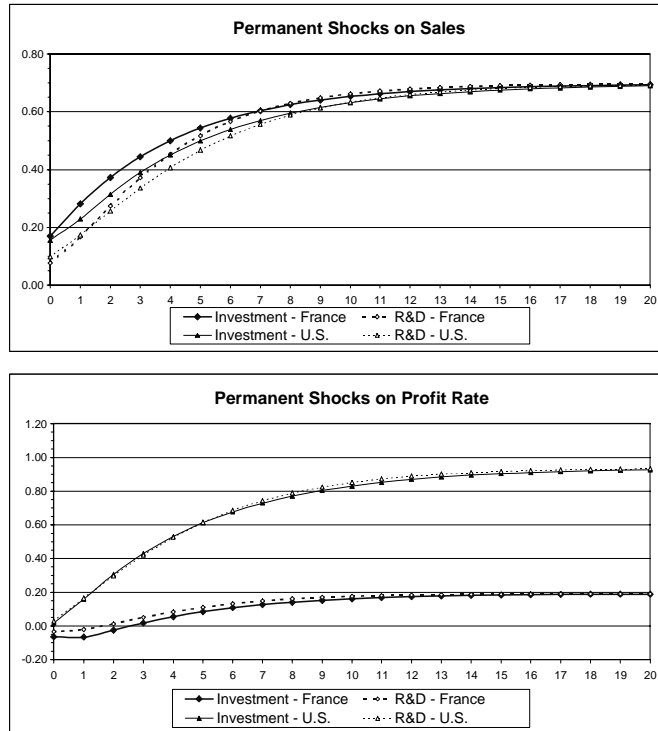 Permanent Shocks on Sales
0.80
0.60
0.40
0.20
0.00
0 1 2 3 4 5 6 7 8 9 10 11 12 13 14 15 16 17 18 19 20
Investment - France R&D - France
Investment - U.S. R&D - U.S.
Permanent Shocks on Profit Rate
1.20
1.00
0.80
0.60
0.40
0.20
0.00
-0.20
0 1 2 3 4 5 6 7 8 9 10 11 12 13 14 15 16 17 18 19 20
Investment - France R&D - France
Investment - U.S. R&D - U.S.